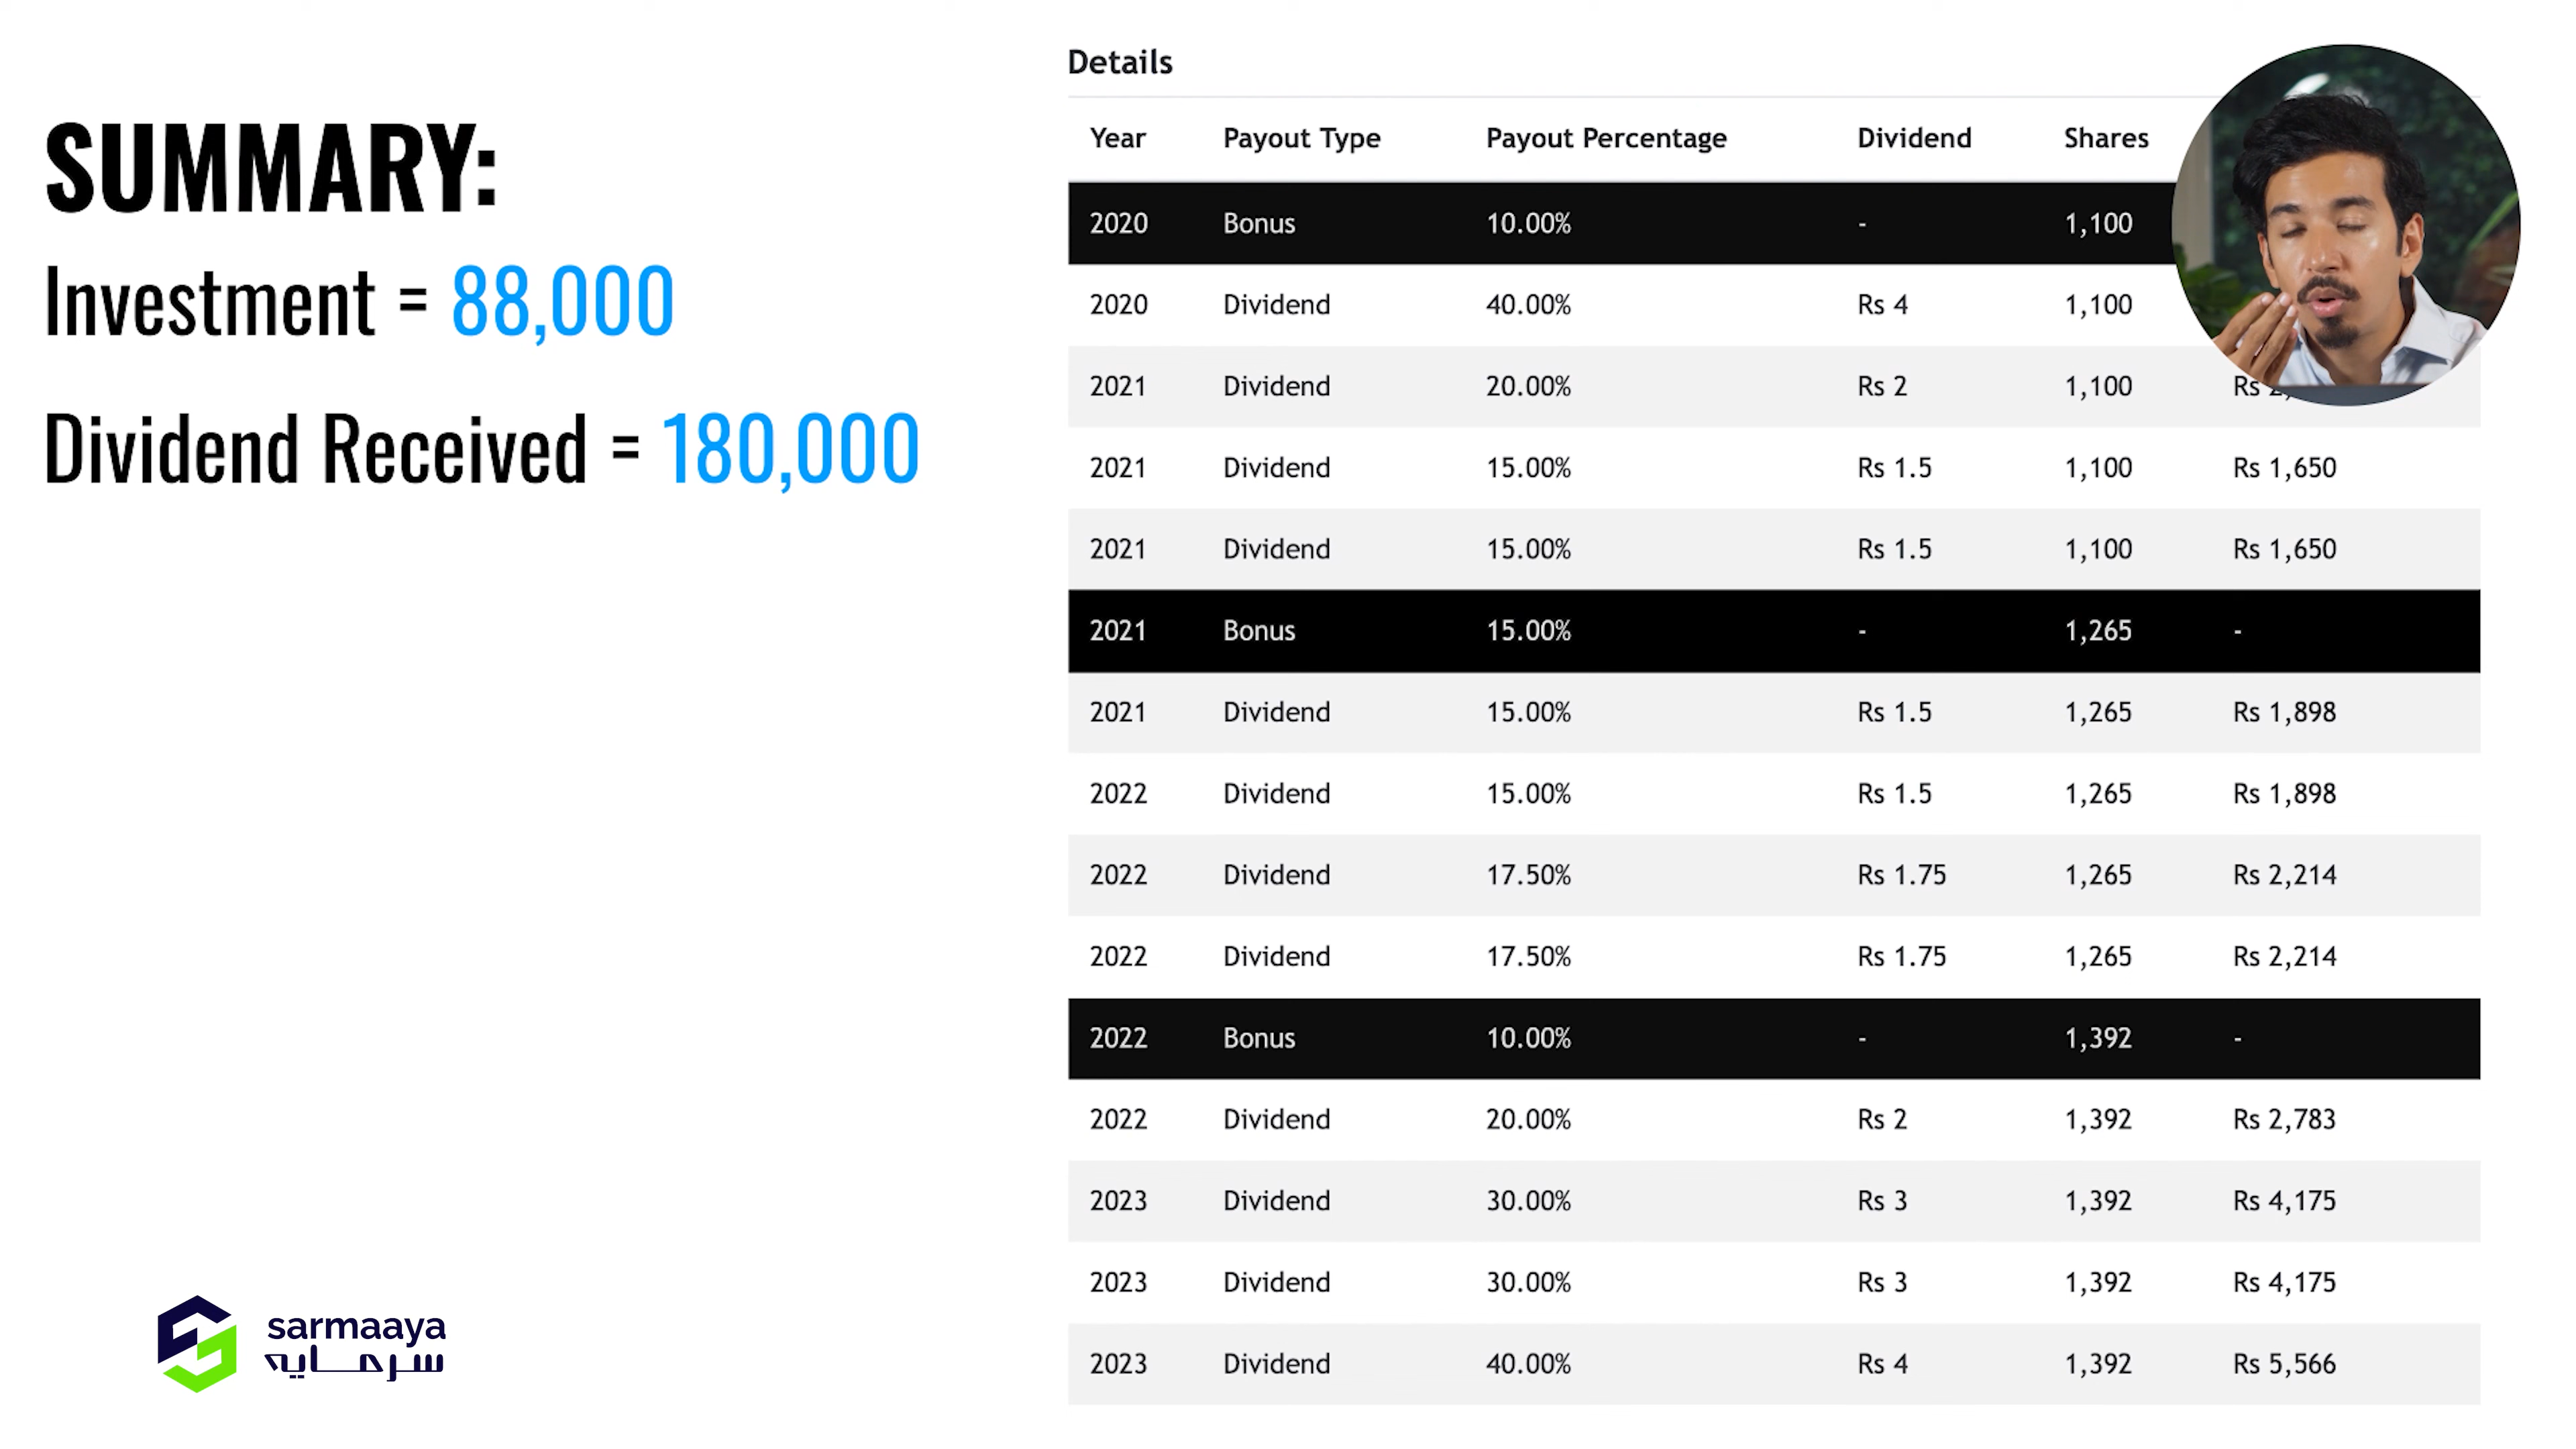 SUMMARY:
Investment = 88,000
Dividend Received = 180,000
Details
Year Payout Type Payout Percentage Dividend Shares
2020 Bonus 10.00% - 1,100
2020 Dividend 40.00% Rs 4 1,100
2021 Dividend 20.00% Rs 2 1,100 Rs
2021 Dividend 15.00% Rs 1.5 1,100 Rs 1,650
2021 Dividend 15.00% Rs 1.5 1,100 Rs 1,650
2021 Bonus 15.00% - 1,265 -
2021 Dividend 15.00% Rs 1.5 1,265 Rs 1,898
2022 Dividend 15.00% Rs 1.5 1,265 Rs 1,898
2022 Dividend 17.50% Rs 1.75 1,265 Rs 2,214
2022 Dividend 17.50% Rs 1.75 1,265 Rs 2,214
2022 Bonus 10.00% - 1,392 -
2022 Dividend 20.00% Rs 2 1,392 Rs 2,783
2023 Dividend 30.00% Rs 3 1,392 Rs 4,175
2023 Dividend 30.00% Rs 3 1,392 Rs 4,175
2023 Dividend 40.00% Rs 4 1,392 Rs 5,566
sarmaaya
سرمایہ